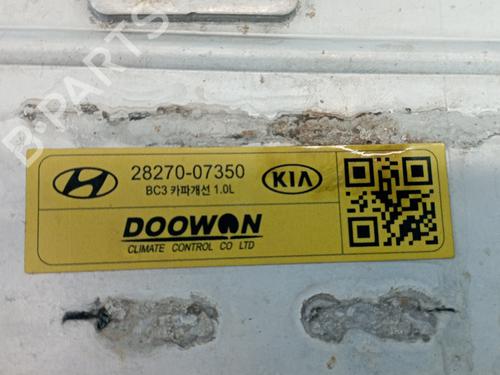 B-PARTS
28270-07350
BC3 카파개선 1.0L
KIA
DOOWON
CLIMATE CONTROL CO LTD